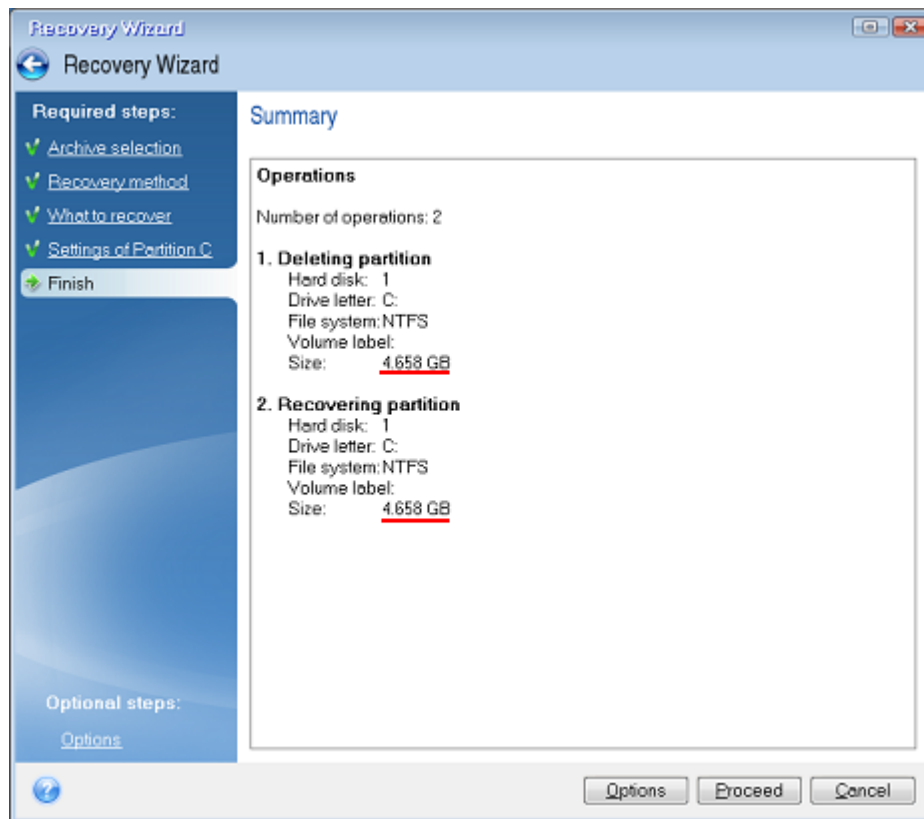 Recovery Wizard
Recovery Wizard
Required steps:
Archive selection
Recovery method
What to recover
Settings of Partition C
Finish
Optional steps:
Options
Summary
Operations
Number of operations: 2
1. Deleting partition
Hard disk: 1
Drive letter: C:
File system: NTFS
Volume label:
Size: 4.658 GB
2. Recovering partition
Hard disk: 1
Drive letter: C:
File system: NTFS
Volume label:
Size: 4.658 GB
Options
Proceed
Cancel